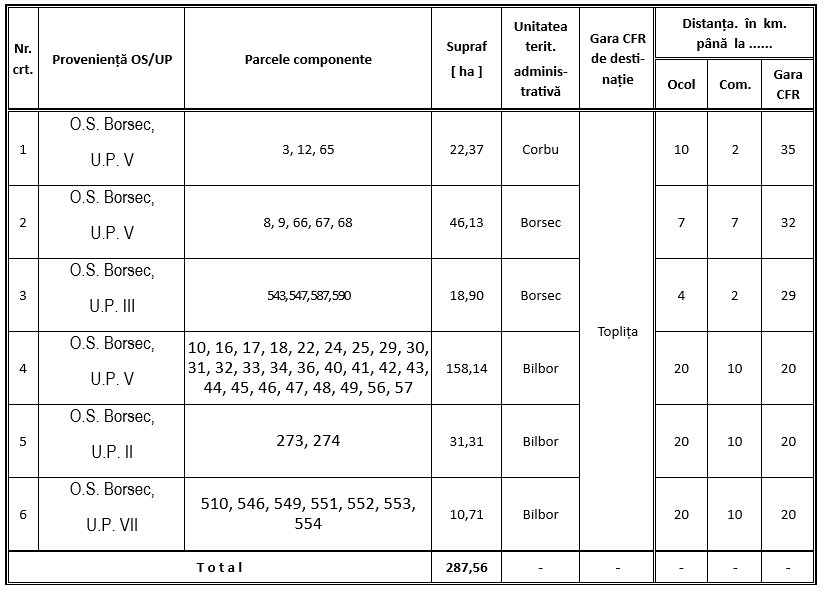 Nr. crt. Proveniență OS/UP Parcele componente Supraf [ ha ] Unitatea terit. adminis-trativă Gara CFR de desti-nație Distanța. în km. până la ......
Ocol Com. Gara CFR
1 O.S. Borsec, U.P. V 3, 12, 65 22,37 Corbu Toplița 10 2 35
2 O.S. Borsec, U.P. V 8, 9, 66, 67, 68 46,13 Borsec 7 7 32
3 O.S. Borsec, U.P. III 543,547,587,590 18,90 Borsec 4 2 29
4 O.S. Borsec, U.P. V 10, 16, 17, 18, 22, 24, 25, 29, 30, 31, 32, 33, 34, 36, 40, 41, 42, 43, 44, 45, 46, 47, 48, 49, 56, 57 158,14 Bilbor 20 10 20
5 O.S. Borsec, U.P. II 273, 274 31,31 Bilbor 20 10 20
6 O.S. Borsec, U.P. VII 510, 546, 549, 551, 552, 553, 554 10,71 Bilbor 20 10 20
T o t a l 287,56 - - - - -